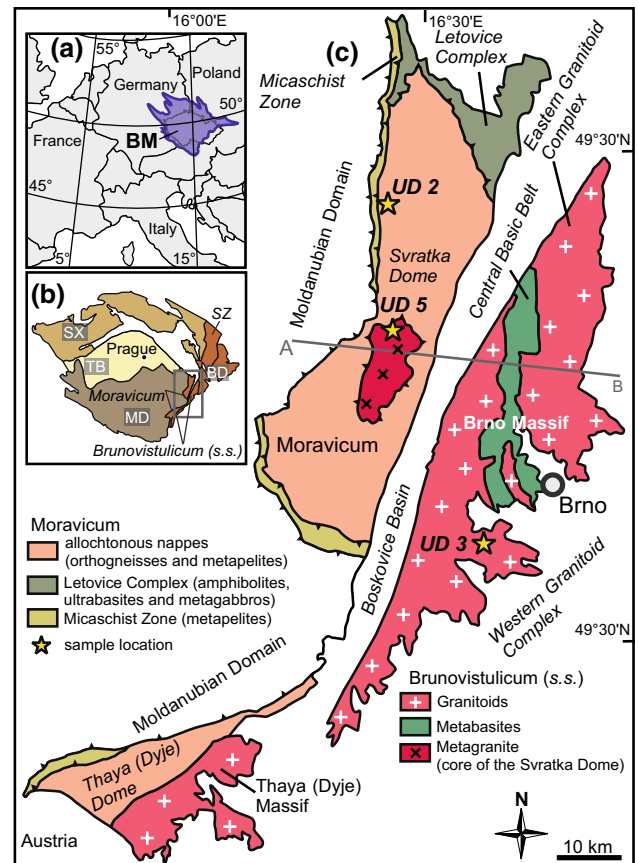 16°00'E
16°30'E
(a)
55°
Germany
Poland
50°
France
BM
45°
Italy
5°
15°
(b)
SX
SZ
Prague
TB
BD
Moravicum
MD
Brunovistulicum (s.s.)
(c)
Micaschist
Zone
Letovice
Complex
Eastern Granitoid
Complex
49°30'
Moldanubian Domain
UD 2
Svratka
Dome
Central Basic Belt
UD 5
A
B
Moravicum
Brno Massif
Brno
Boskovice Basin
UD 3
Western Granitoid
Complex
49°30'
Moravicum
allochtonous nappes
(orthogneisses and metapelites)
Letovice Complex (amphibolites,
ultrabasites and metagabbros)
Micaschist Zone (metapelites)
sample location
Moldanubian Domain
Thaya (Dyje)
Dome
Thaya (Dyje)
Massif
Austria
Brunovistulicum (s.s.)
Granitoids
Metabasites
Metagranite
(core of the Svratka Dome)
N
10 km